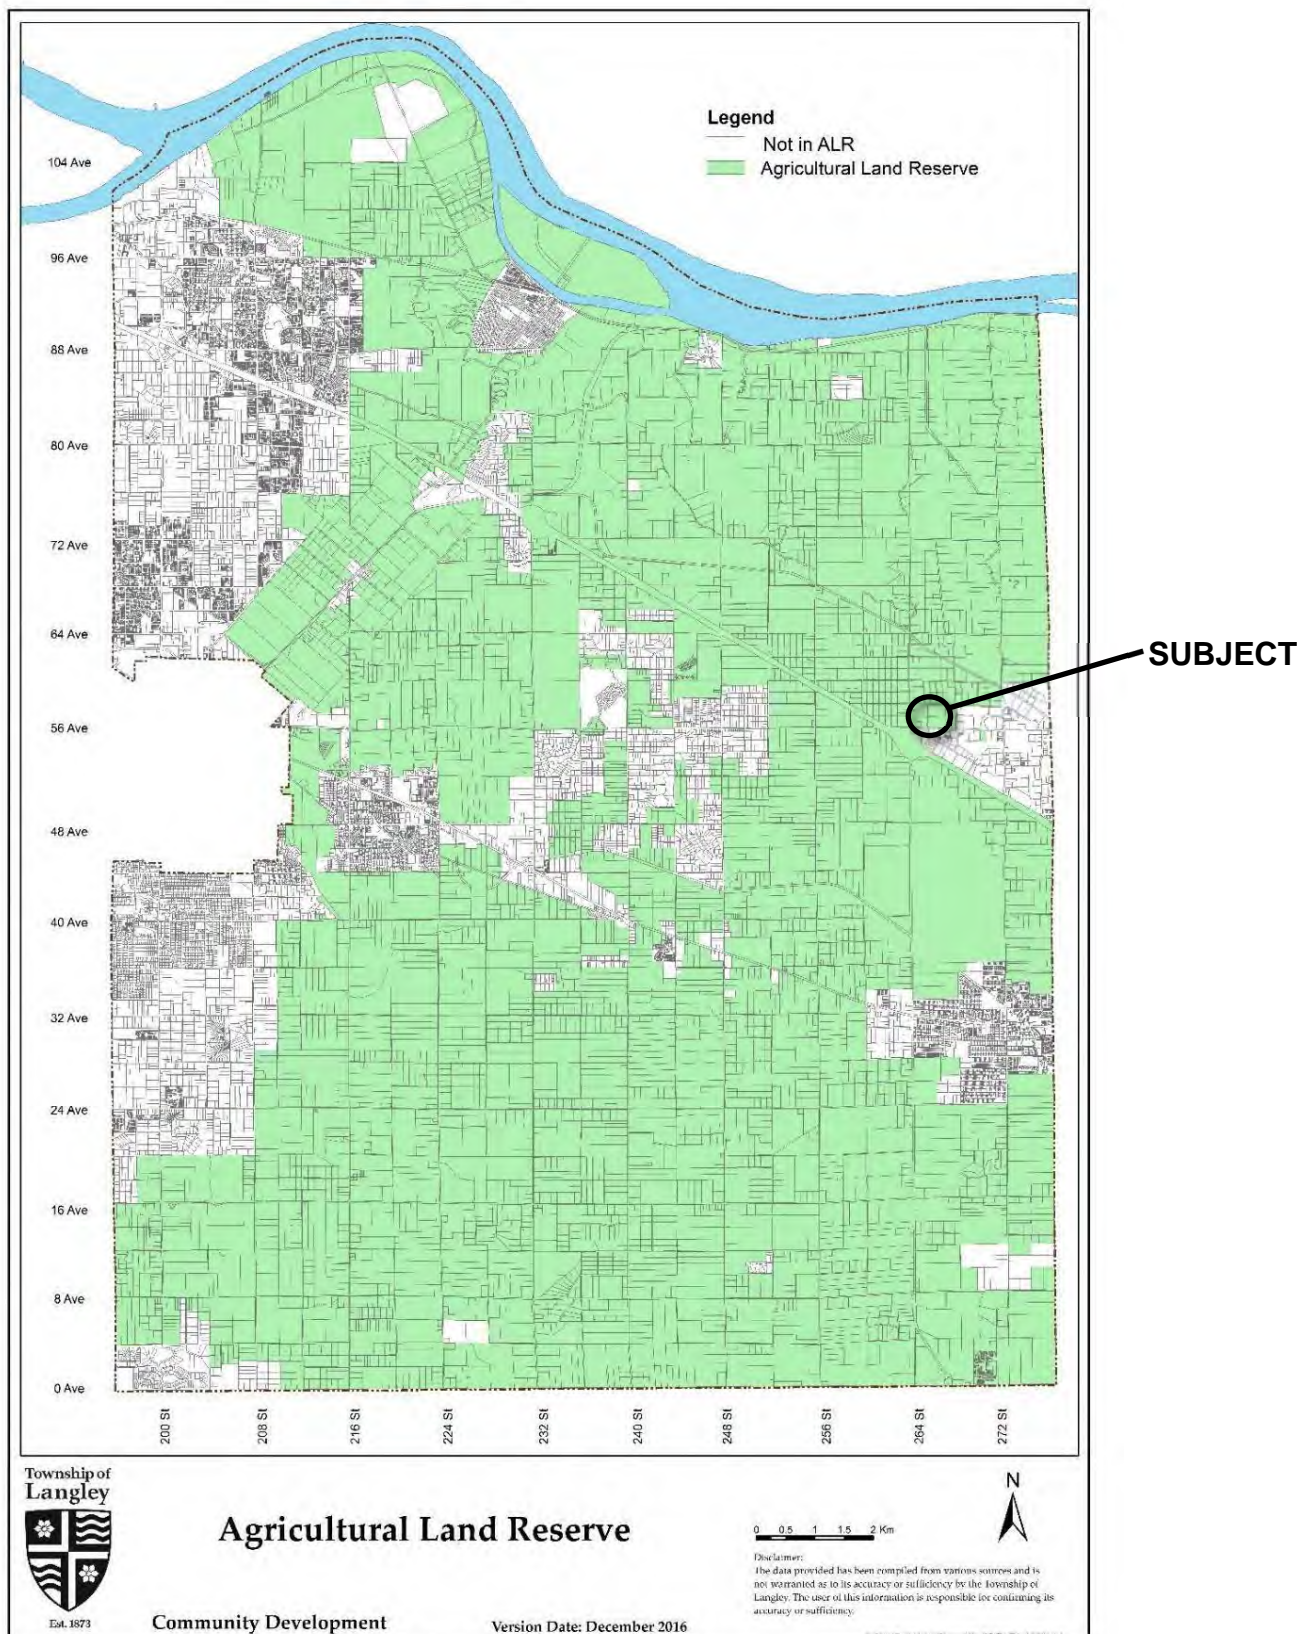 Legend
Not in ALR
Agricultural Land Reserve
104 Ave
96 Ave
88 Ave
80 Ave
72 Ave
64 Ave
SUBJECT
56 Ave
48 Ave
40 Ave
32 Ave
24 Ave
16 Ave
8 Ave
0 Ave
200 St
208 St
216 St
224 St
232 St
240 St
248 St
256 St
264 St
272 St
Township of
Langley
Est. 1873
Agricultural Land Reserve
Community Development
Version Date: December 2016
0 0.5 1 1.5 2 Km
N
Disclaimer:
The data provided has been compiled from various sources and is
not warranted as to its accuracy or sufficiency by the Township of
Langley. The user of this information is responsible for confirming its
accuracy or sufficiency.